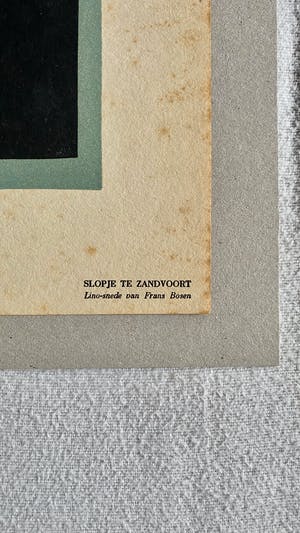 SLOPJE TE ZANDVOORT
Lino-snede van Frans Bosen